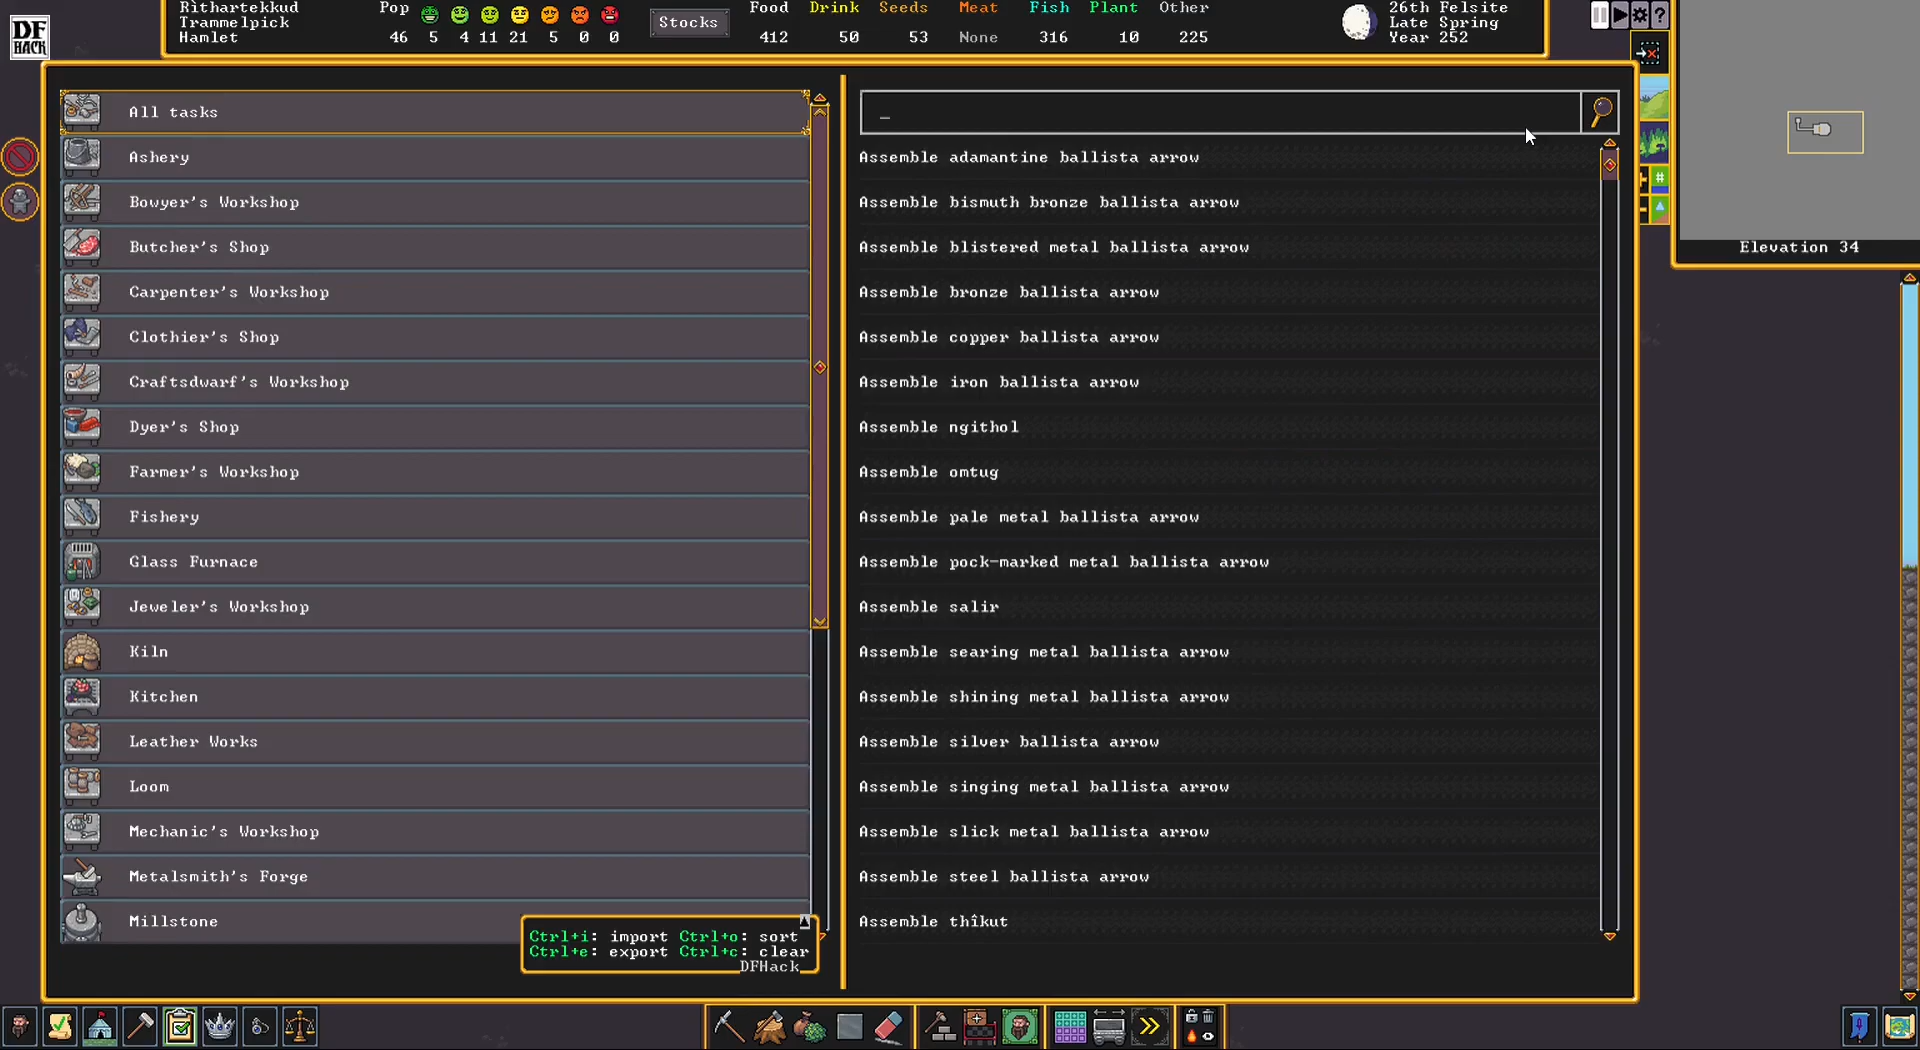 DF
HACK
Rithartekkud
Trammelpick
Hamlet
Pop
46 5 4 11 21 5 0 0
Stocks
Food Drink Seeds Meat Fish Plant Other
412 50 53 None 316 10 225
26th Felsite
Late Spring
Year 252
?
Elevation 34
All tasks
Ashery
Bowyer's Workshop
Butcher's Shop
Carpenter's Workshop
Clothier's Shop
Craftsdwarf's Workshop
Dyer's Shop
Farmer's Workshop
Fishery
Glass Furnace
Jeweler's Workshop
Kiln
Kitchen
Leather Works
Loom
Mechanic's Workshop
Metalsmith's Forge
Millstone
Ctrl+i: import Ctrl+o: sort
Ctrl+e: export Ctrl+c: clear
DFHack
_
Assemble adamantine ballista arrow
Assemble bismuth bronze ballista arrow
Assemble blistered metal ballista arrow
Assemble bronze ballista arrow
Assemble copper ballista arrow
Assemble iron ballista arrow
Assemble ngithol
Assemble omtug
Assemble pale metal ballista arrow
Assemble pock-marked metal ballista arrow
Assemble salir
Assemble searing metal ballista arrow
Assemble shining metal ballista arrow
Assemble silver ballista arrow
Assemble singing metal ballista arrow
Assemble slick metal ballista arrow
Assemble steel ballista arrow
Assemble thîkut